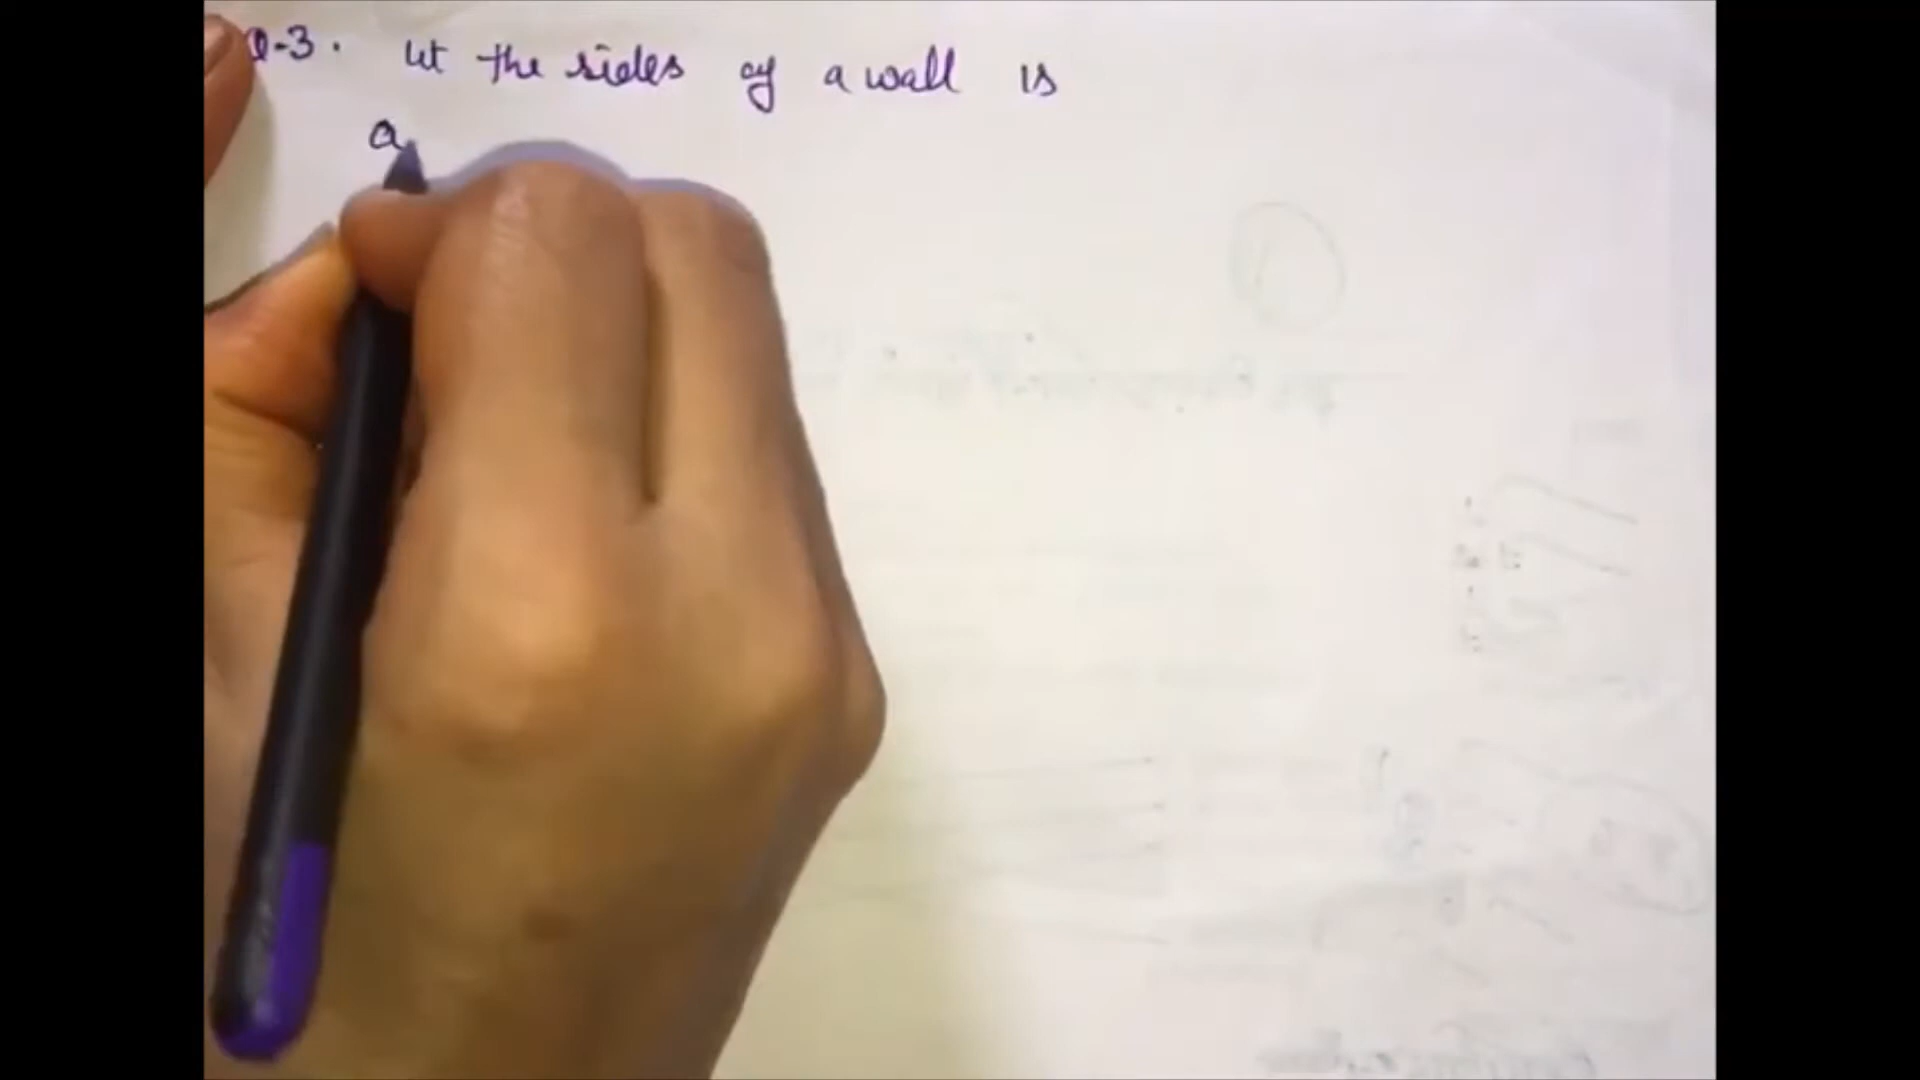 Q-3. let the sides of a wall is
a